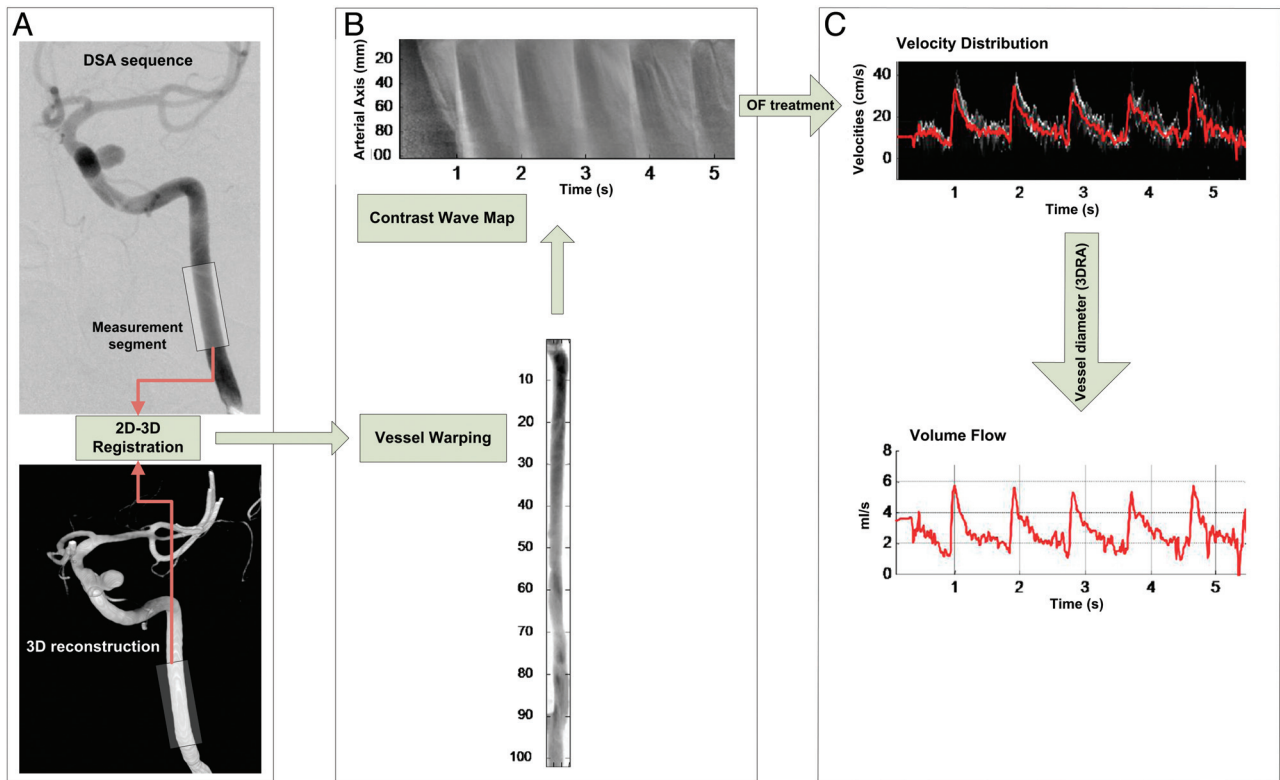 A
DSA sequence
Measurement
segment
2D-3D
Registration
3D reconstruction
B
Arterial Axis (mm)
20
40
60
80
00
1 2 3 4 5
Time (s)
Contrast Wave Map
Vessel Warping
10
20
30
40
50
60
70
80
90
100
OF treatment
C
Velocity Distribution
Velocities (cm/s)
40
20
0
1 2 3 4 5
Time (s)
Vessel diameter (3DRA)
Volume Flow
ml/s
8
6
4
2
0
1 2 3 4 5
Time (s)